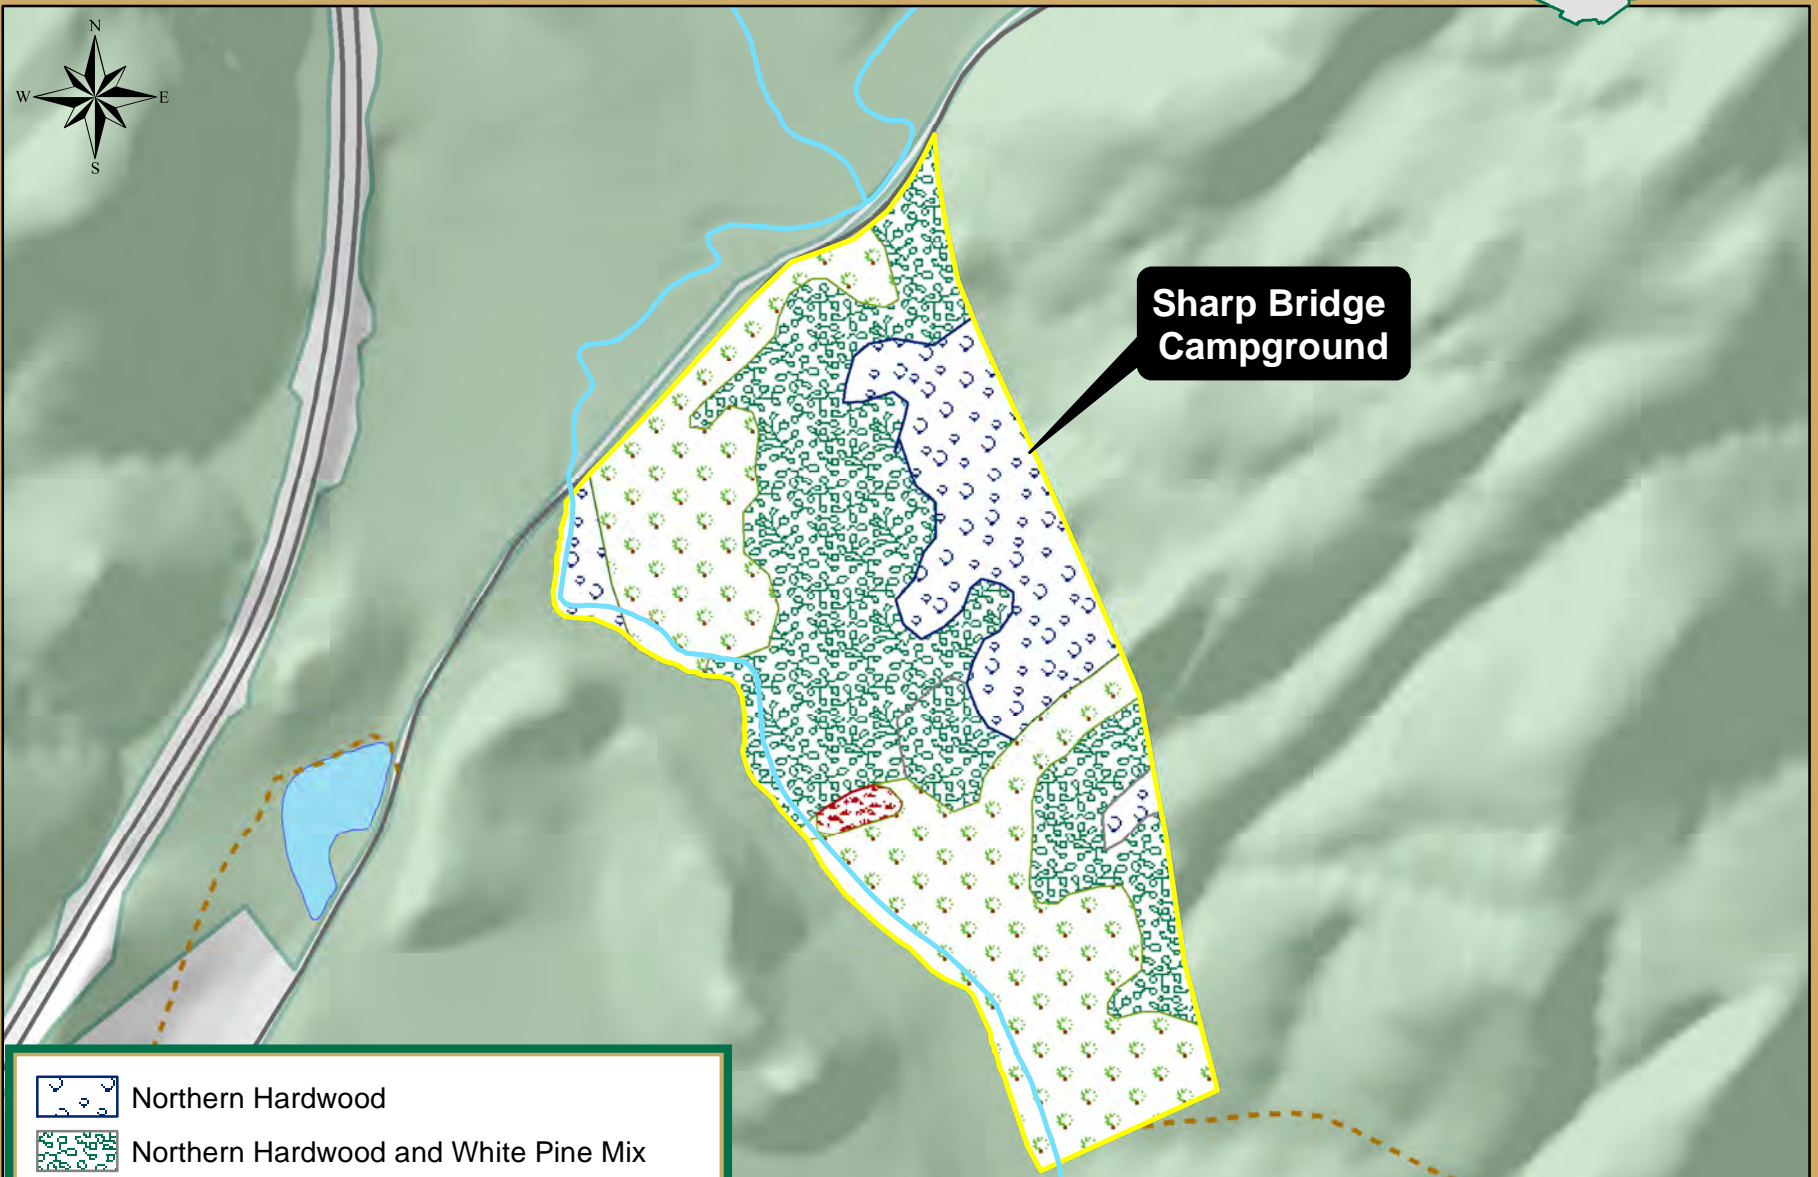 N
W
E
S
Sharp Bridge
Campground
Northern Hardwood
Northern Hardwood and White Pine Mix